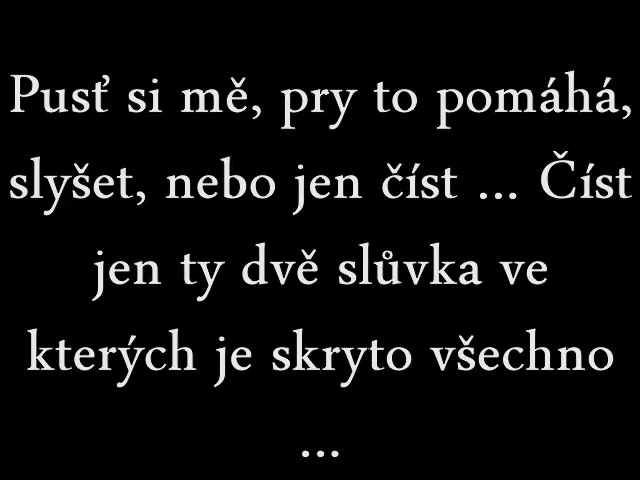 Pusť si mě, pry to pomáhá,
slyšet, nebo jen číst ... Číst
jen ty dvě slůvka ve
kterých je skryto všechno
...